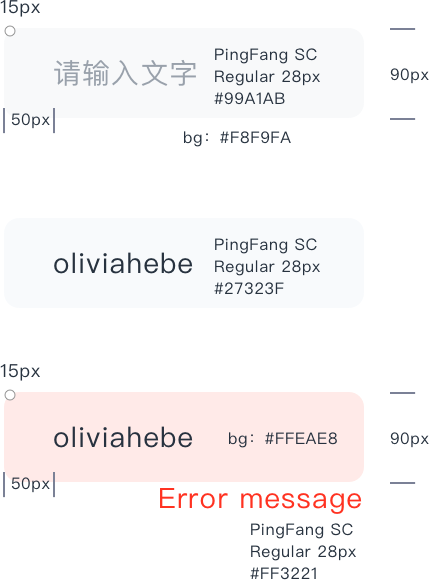 15px
请输入文字
PingFang SC
Regular 28px
#99A1AB
90px
50px
bg: #F8F9FA
oliviahebe
PingFang SC
Regular 28px
#27323F
15px
oliviahebe
bg: #FFEAE8
90px
50px
Error message
PingFang SC
Regular 28px
#FF3221